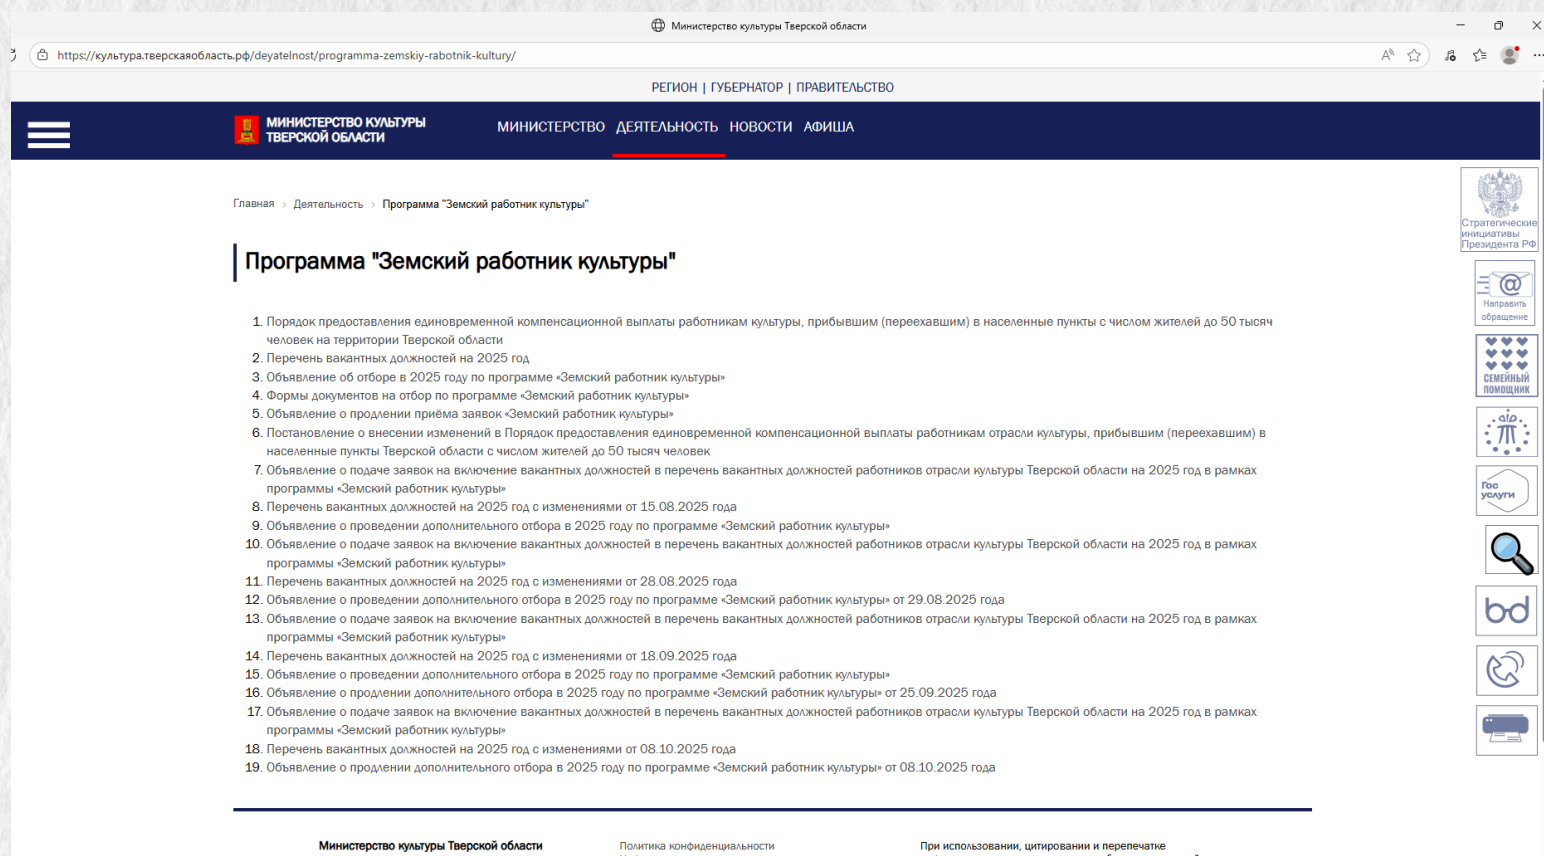 Министерство культуры Тверской области
https://культура.тверскаяобласть.рф/deyatelnost/programma-zemskiy-rabotnik-kultury/
РЕГИОН | ГУБЕРНАТОР | ПРАВИТЕЛЬСТВО
МИНИСТЕРСТВО КУЛЬТУРЫ
ТВЕРСКОЙ ОБЛАСТИ
МИНИСТЕРСТВО ДЕЯТЕЛЬНОСТЬ НОВОСТИ АФИША
Главная > Деятельность > Программа "Земский работник культуры"
Стратегические
инициативы
Президента РФ
Программа "Земский работник культуры"
Направить
обращение
1. Порядок предоставления единовременной компенсационной выплаты работникам культуры, прибывшим (переехавшим) в населенные пункты с числом жителей до 50 тысяч
человек на территории Тверской области
2. Перечень вакантных должностей на 2025 год
3. Объявление об отборе в 2025 году по программе «Земский работник культуры»
4. Формы документов на отбор по программе «Земский работник культуры»
5. Объявление о продлении приёма заявок «Земский работник культуры»
6. Постановление о внесении изменений в Порядок предоставления единовременной компенсационной выплаты работникам отрасли культуры, прибывшим (переехавшим) в
населенные пункты Тверской области с числом жителей до 50 тысяч человек
7. Объявление о подаче заявок на включение вакантных должностей в перечень вакантных должностей работников отрасли культуры Тверской области на 2025 год в рамках
программы «Земский работник культуры»
8. Перечень вакантных должностей на 2025 год с изменениями от 15.08.2025 года
9. Объявление о проведении дополнительного отбора в 2025 году по программе «Земский работник культуры»
10. Объявление о подаче заявок на включение вакантных должностей в перечень вакантных должностей работников отрасли культуры Тверской области на 2025 год в рамках
программы «Земский работник культуры»
11. Перечень вакантных должностей на 2025 год с изменениями от 28.08.2025 года
12. Объявление о проведении дополнительного отбора в 2025 году по программе «Земский работник культуры» от 29.08.2025 года
13. Объявление о подаче заявок на включение вакантных должностей в перечень вакантных должностей работников отрасли культуры Тверской области на 2025 год в рамках
программы «Земский работник культуры»
14. Перечень вакантных должностей на 2025 год с изменениями от 18.09.2025 года
15. Объявление о проведении дополнительного отбора в 2025 году по программе «Земский работник культуры»
16. Объявление о продлении дополнительного отбора в 2025 году по программе «Земский работник культуры» от 25.09.2025 года
17. Объявление о подаче заявок на включение вакантных должностей в перечень вакантных должностей работников отрасли культуры Тверской области на 2025 год в рамках
программы «Земский работник культуры»
18. Перечень вакантных должностей на 2025 год с изменениями от 08.10.2025 года
19. Объявление о продлении дополнительного отбора в 2025 году по программе «Земский работник культуры» от 08.10.2025 года
СЕМЕЙНЫЙ
ПОМОЩНИК
Гос
услуги
Министерство культуры Тверской области
Политика конфиденциальности
При использовании, цитировании и перепечатке